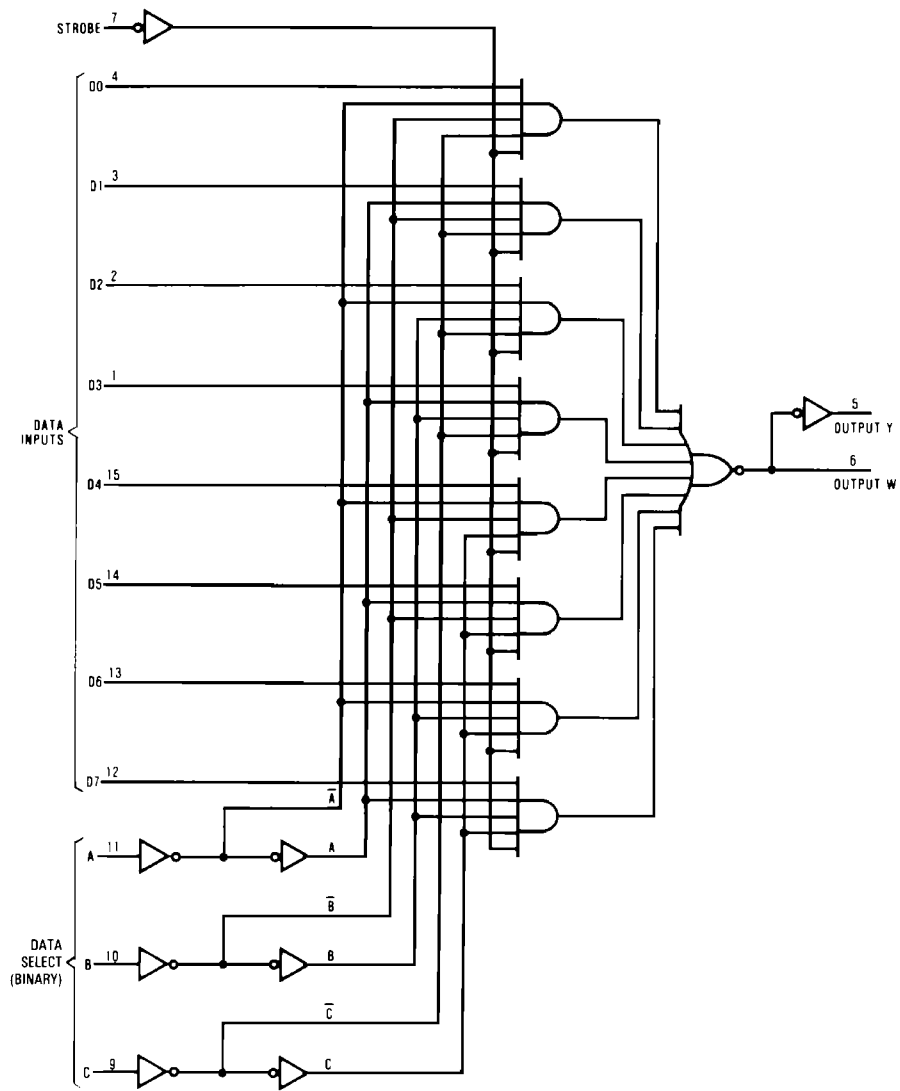 7
STROBE
D0 4
D1 3
D2 2
D3 1
DATA
INPUTS
D4 15
D5 14
D6 13
D7 12
5
OUTPUT Y
6
OUTPUT W
A̅
A 11
A
B̅
DATA
SELECT
(BINARY)
B 10
B
C̅
C 9
C